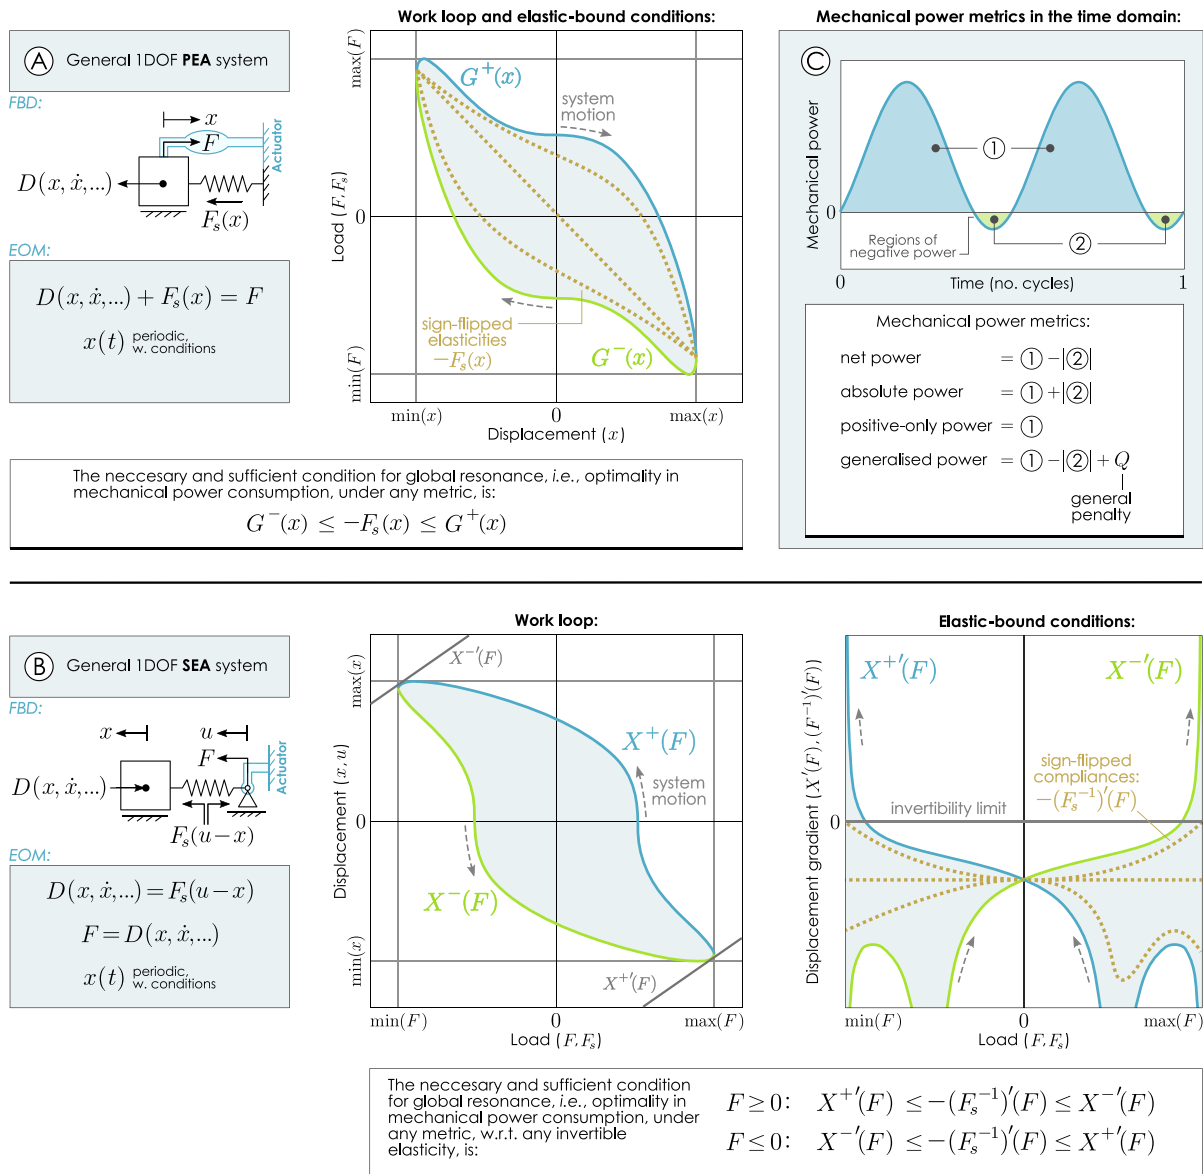 A General 1DOF PEA system
FBD:
x
F
Actuator
D(x, ẋ,...)
F_s(x)
EOM:
D(x, ẋ,...) + F_s(x) = F
x(t) periodic,
w. conditions
Work loop and elastic-bound conditions:
max(F)
0
min(F)
Load (F, F_s)
G⁺(x)
system
motion
sign-flipped
elasticities
−F_s(x)
G⁻(x)
min(x) 0 max(x)
Displacement (x)
The neccesary and sufficient condition for global resonance, i.e., optimality in
mechanical power consumption, under any metric, is:
G⁻(x) ≤ −F_s(x) ≤ G⁺(x)
Mechanical power metrics in the time domain:
C
Mechanical power
0
①
②
Regions of
negative power
0 1
Time (no. cycles)
Mechanical power metrics:
net power = ① −|②|
absolute power = ① +|②|
positive-only power = ①
generalised power = ① −|②| + Q
general
penalty
B General 1DOF SEA system
FBD:
x
u
F
Actuator
D(x, ẋ,...)
F_s(u−x)
EOM:
D(x, ẋ,...) = F_s(u−x)
F = D(x, ẋ,...)
x(t) periodic,
w. conditions
Work loop:
max(x)
0
min(x)
Displacement (x, u)
X⁻′(F)
X⁺(F)
system
motion
X⁻(F)
X⁺′(F)
min(F) 0 max(F)
Load (F, F_s)
Elastic-bound conditions:
Displacement gradient (X′(F), (F⁻¹)′(F))
X⁺′(F)
X⁻′(F)
sign-flipped
compliances:
−(F_s⁻¹)′(F)
invertibility limit
0
min(F) 0 max(F)
Load (F, F_s)
The neccesary and sufficient condition
for global resonance, i.e., optimality in
mechanical power consumption, under
any metric, w.r.t. any invertible
elasticity, is:
F ≥ 0: X⁺′(F) ≤ −(F_s⁻¹)′(F) ≤ X⁻′(F)
F ≤ 0: X⁻′(F) ≤ −(F_s⁻¹)′(F) ≤ X⁺′(F)